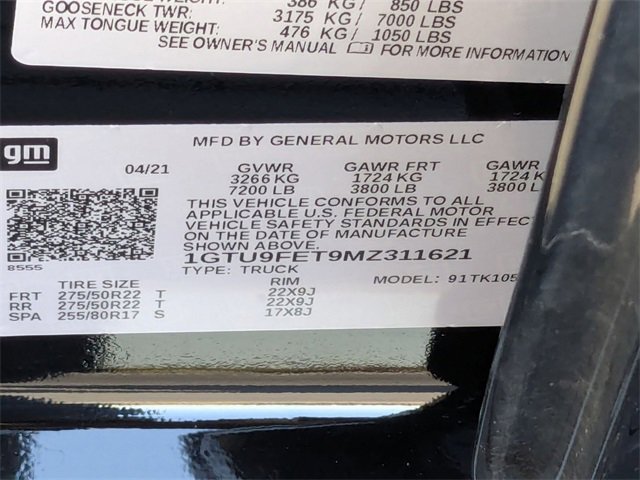 386 KG/ 850 LBS
GOOSENECK TWR: 3175 KG/ 7000 LBS
MAX TONGUE WEIGHT: 476 KG/ 1050 LBS
SEE OWNER'S MANUAL FOR MORE INFORMATION
gm
MFD BY GENERAL MOTORS LLC
04/21 GVWR GAWR FRT GAWR
3266 KG 1724 KG 1724 K
7200 LB 3800 LB 3800 L
THIS VEHICLE CONFORMS TO ALL
APPLICABLE U.S. FEDERAL MOTOR
VEHICLE SAFETY STANDARDS IN EFFECT
ON THE DATE OF MANUFACTURE
SHOWN ABOVE.
1GTU9FET9MZ311621
8555
TYPE: TRUCK
TIRE SIZE RIM MODEL: 91TK105
FRT 275/50R22 T 22X9J
RR 275/50R22 T 22X9J
SPA 255/80R17 S 17X8J